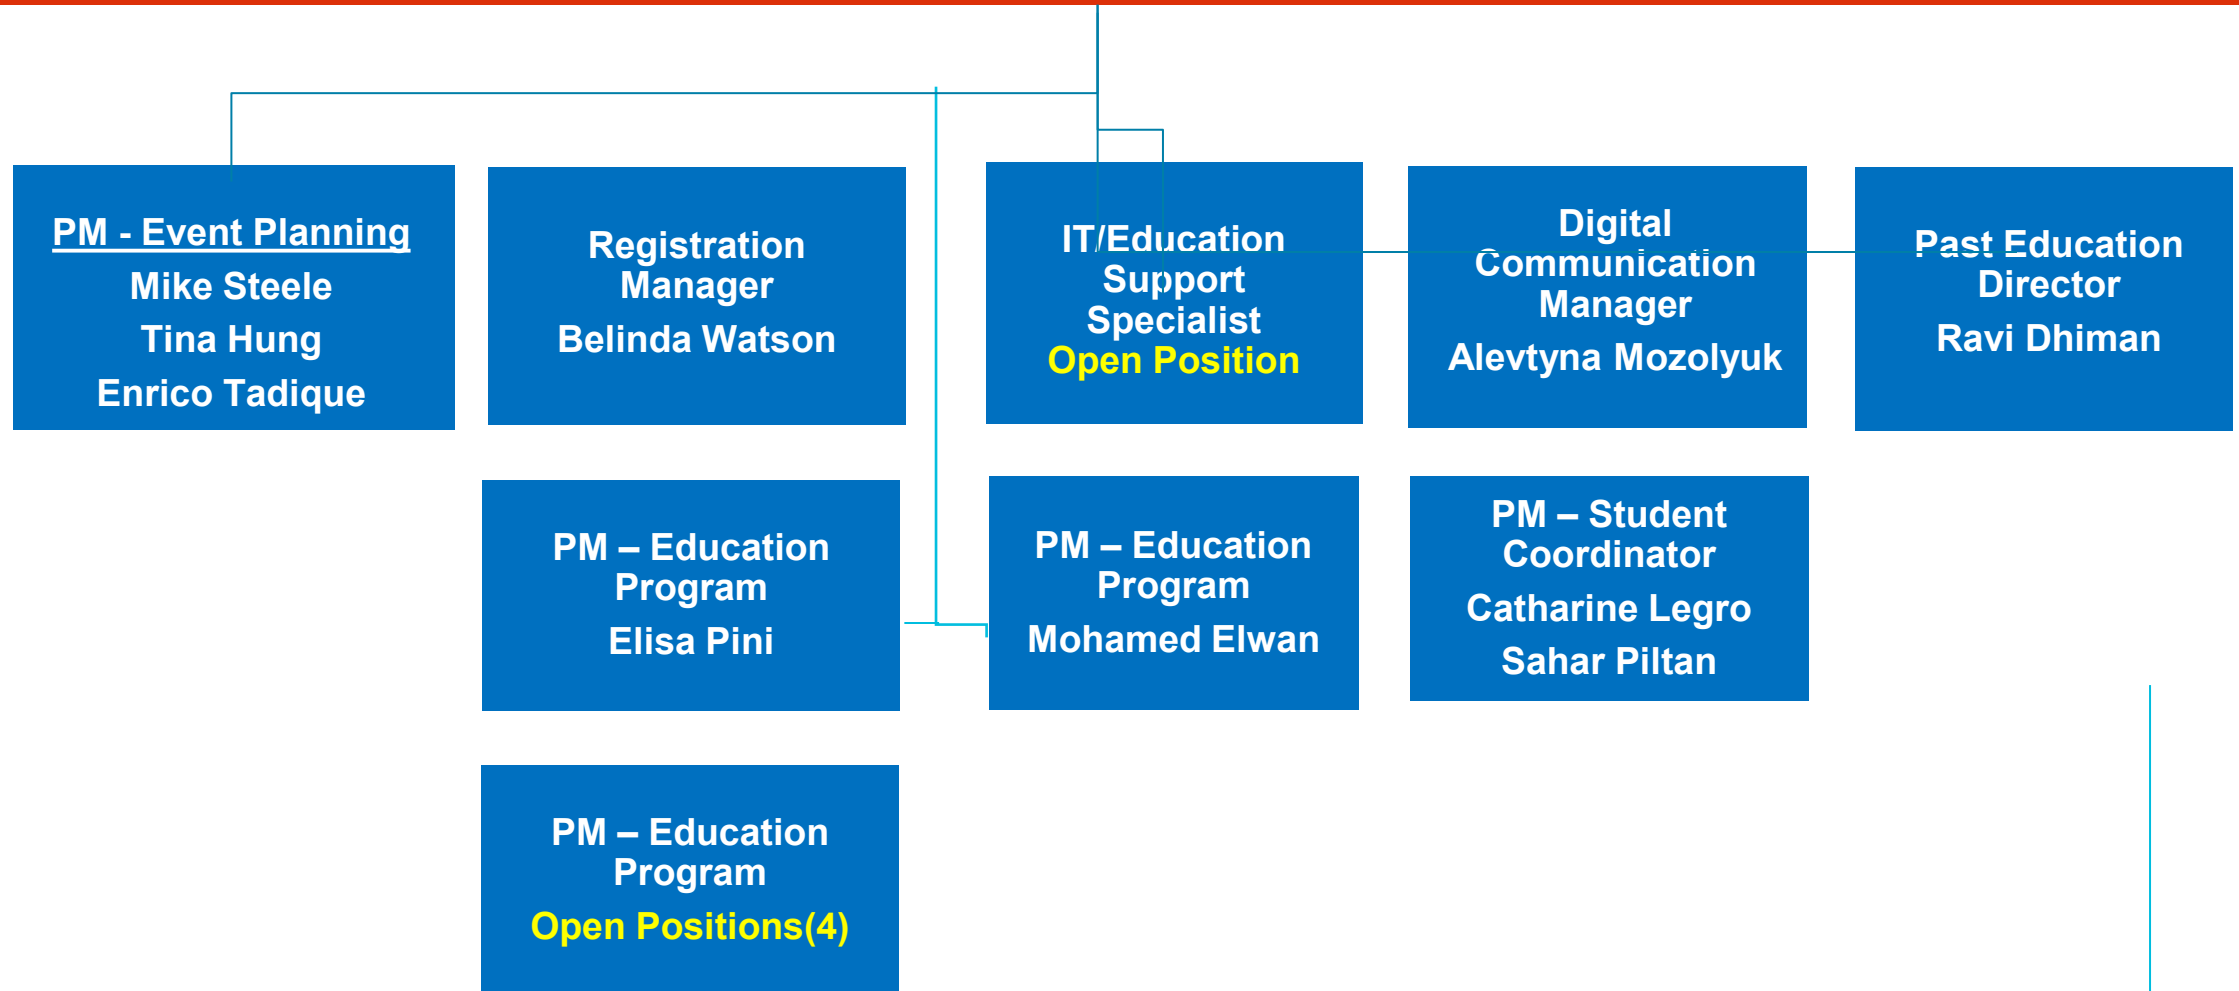 PM - Event Planning
Mike Steele
Tina Hung
Enrico Tadique
Registration
Manager
Belinda Watson
IT/Education
Support
Specialist
Open Position
Digital
Communication
Manager
Alevtyna Mozolyuk
Past Education
Director
Ravi Dhiman
PM – Education
Program
Elisa Pini
PM – Education
Program
Mohamed Elwan
PM – Student
Coordinator
Catharine Legro
Sahar Piltan
PM – Education
Program
Open Positions(4)